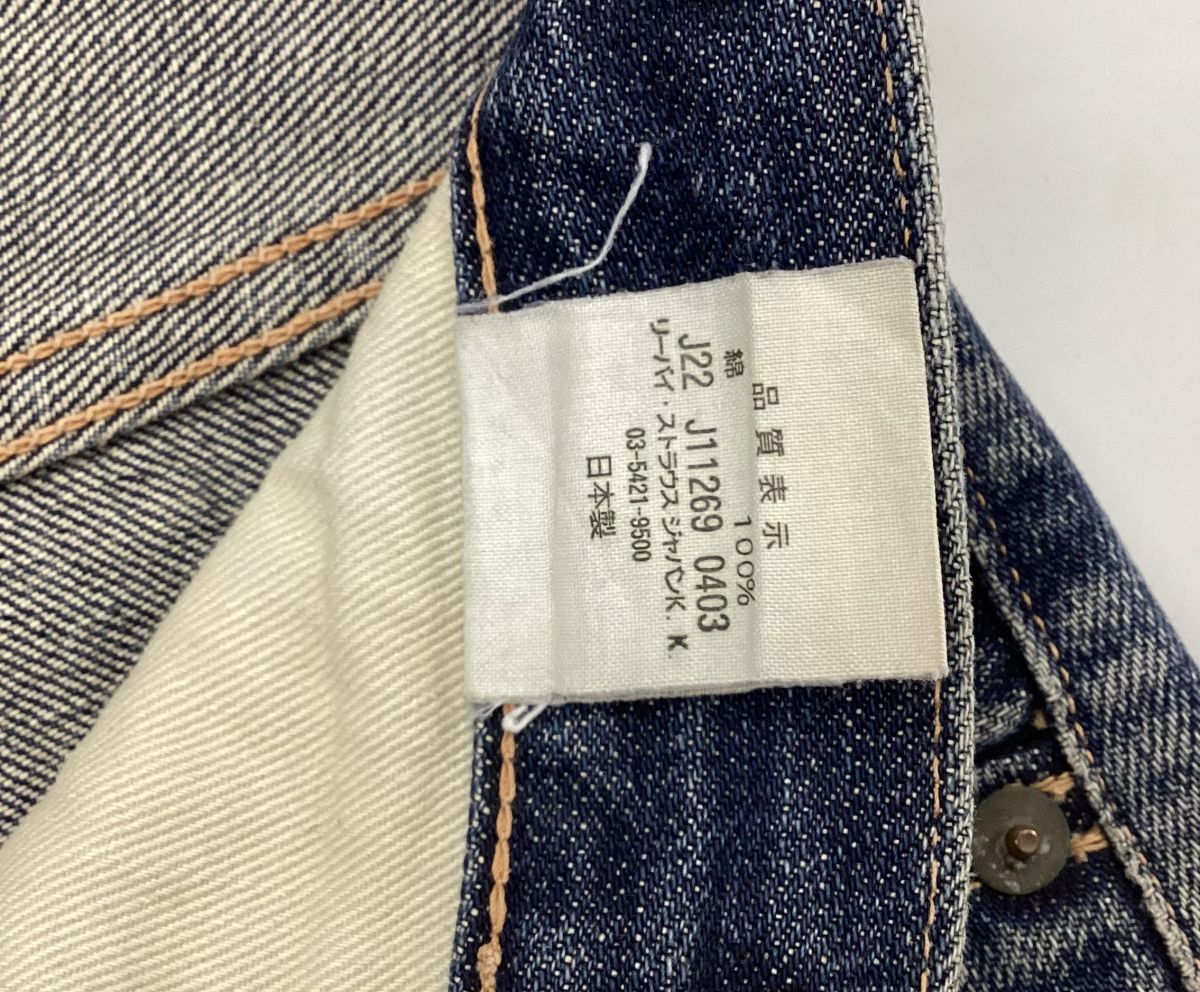 品質表示
綿 100%
J22 J11269 0403
リーバイ・ストラウス ジャパンK. K.
03-5421-9500
日本製